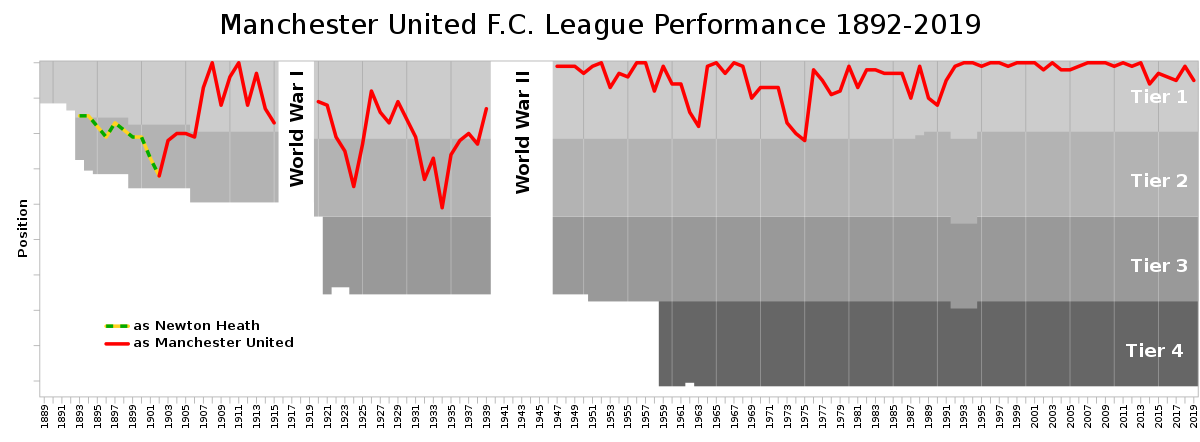 Manchester United F.C. League Performance 1892-2019
World War I
World War II
Tier 1
Tier 2
Tier 3
Tier 4
Position
as Newton Heath
as Manchester United
1889 1891 1893 1895 1897 1899 1901 1903 1905 1907 1909 1911 1913 1915 1917 1919 1921 1923 1925 1927 1929 1931 1933 1935 1937 1939 1941 1943 1945 1947 1949 1951 1953 1955 1957 1959 1961 1963 1965 1967 1969 1971 1973 1975 1977 1979 1981 1983 1985 1987 1989 1991 1993 1995 1997 1999 2001 2003 2005 2007 2009 2011 2013 2015 2017 2019